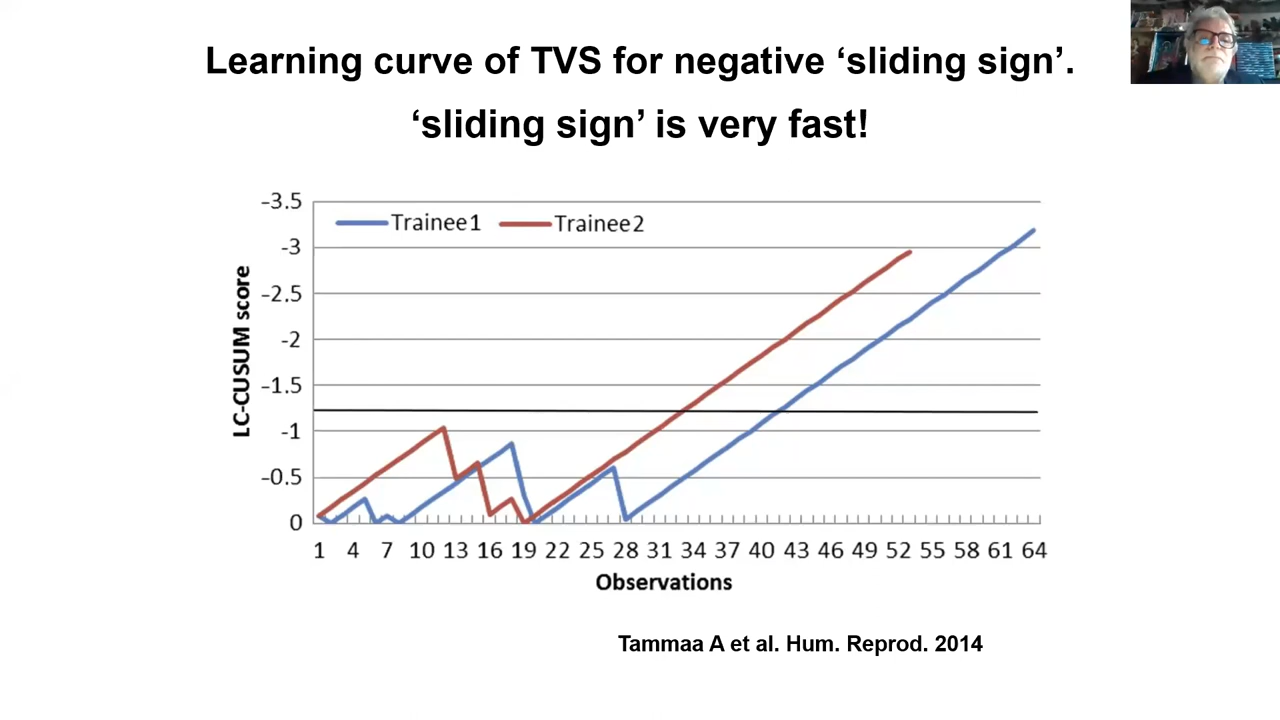 Learning curve of TVS for negative ‘sliding sign’.
‘sliding sign’ is very fast!
-3.5
-3
-2.5
-2
-1.5
-1
-0.5
0
LC-CUSUM score
Trainee1 Trainee2
1 4 7 10 13 16 19 22 25 28 31 34 37 40 43 46 49 52 55 58 61 64
Observations
Tammaa A et al. Hum. Reprod. 2014